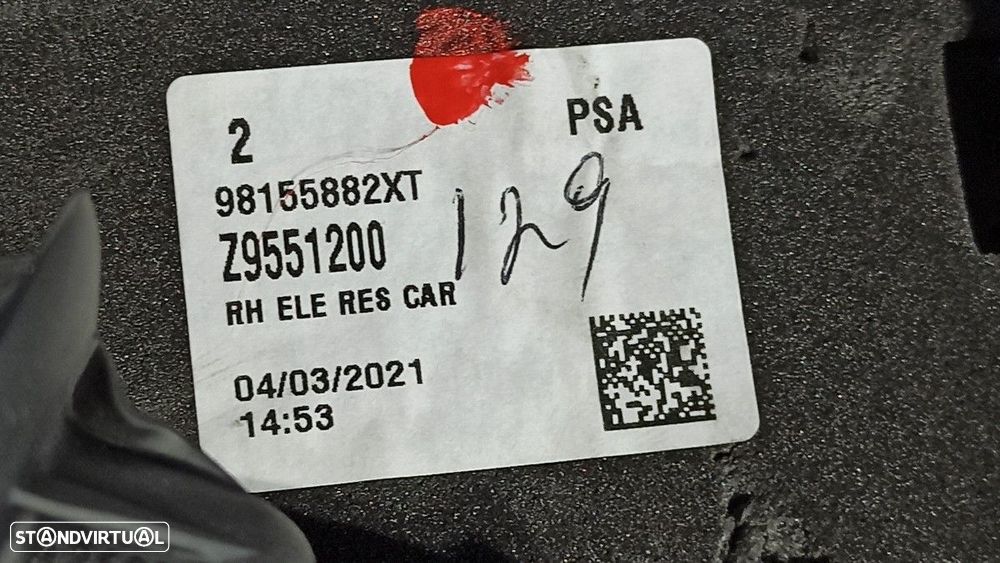 2
PSA
98155882XT
Z9551200
129
RH ELE RES CAR
04/03/2021
14:53
STANDVIRTUAL